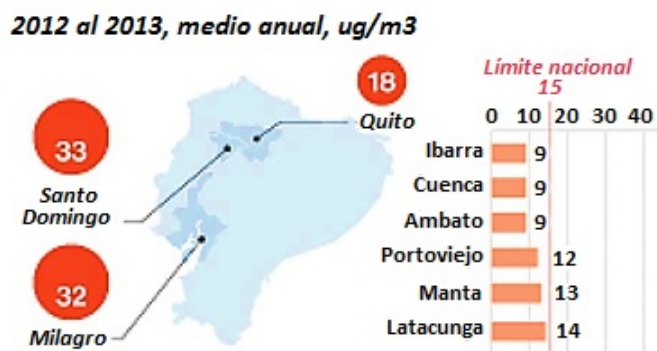 2012 al 2013, medio anual, ug/m3
18
Quito
33
Santo
Domingo
32
Milagro
Límite nacional
15
0 10 20 30 40
Ibarra 9
Cuenca 9
Ambato 9
Portoviejo 12
Manta 13
Latacunga 14